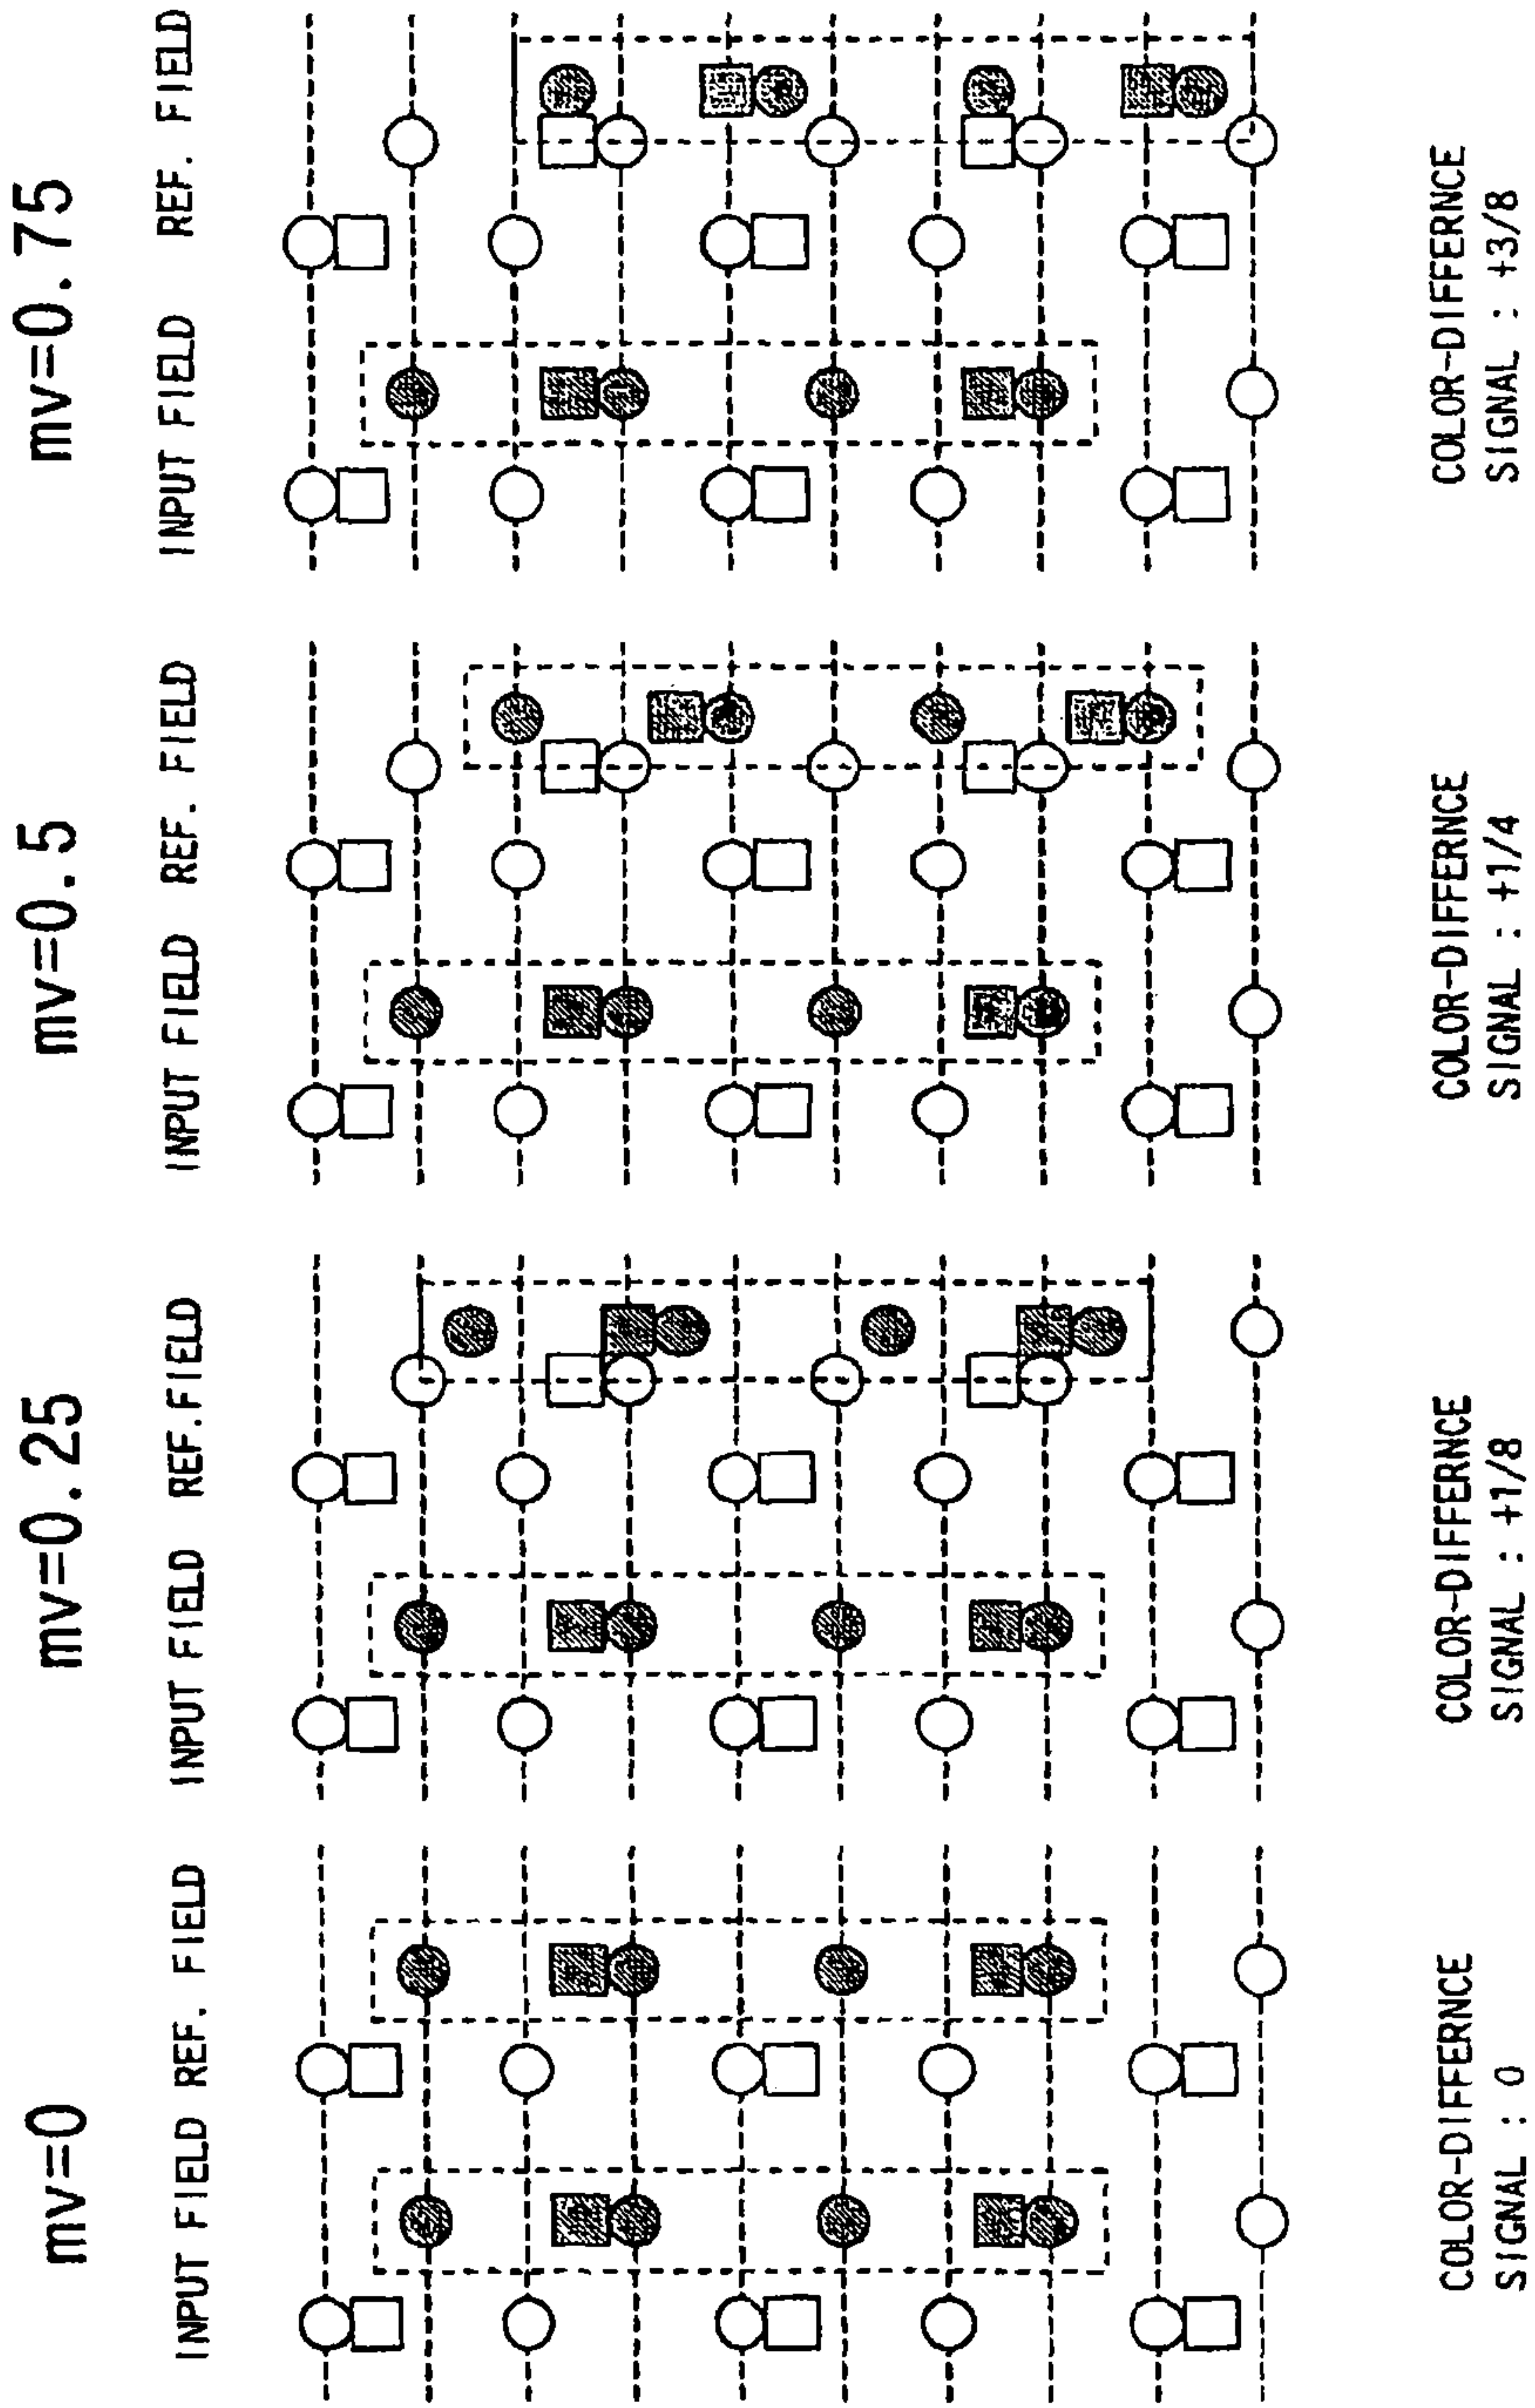 mv=0
mv=0.25
mv=0.5
mv=0.75
INPUT FIELD REF. FIELD
INPUT FIELD REF.FIELD
INPUT FIELD REF. FIELD
INPUT FIELD REF. FIELD
COLOR-DIFFERNCE
SIGNAL : 0
COLOR-DIFFERNCE
SIGNAL : +1/8
COLOR-DIFFERNCE
SIGNAL : +1/4
COLOR-DIFFERNCE
SIGNAL : +3/8